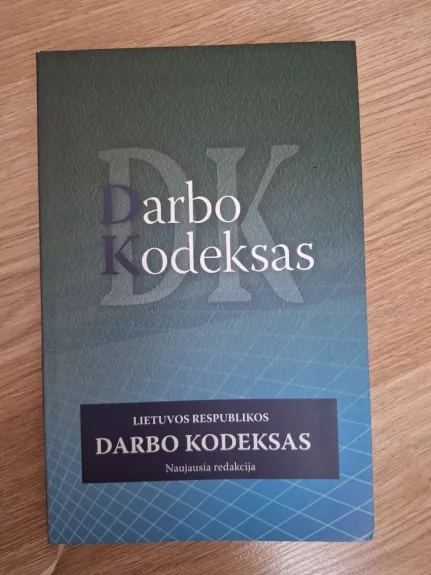 DK
Darbo
Kodeksas
LIETUVOS RESPUBLIKOS
DARBO KODEKSAS
Naujausia redakcija